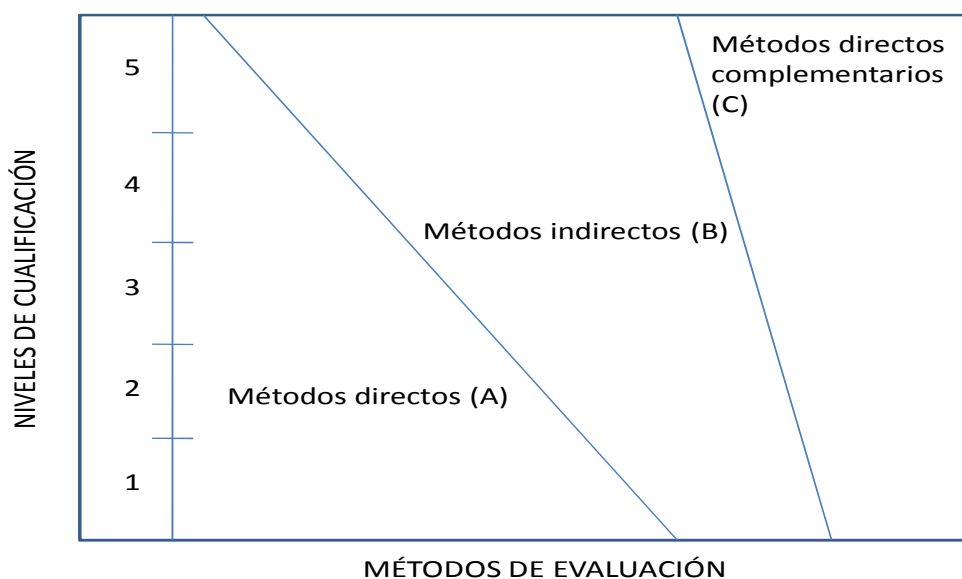 Métodos directos
complementarios
(C)
5
4
Métodos indirectos (B)
3
2
Métodos directos (A)
1
NIVELES DE CUALIFICACIÓN
MÉTODOS DE EVALUACIÓN